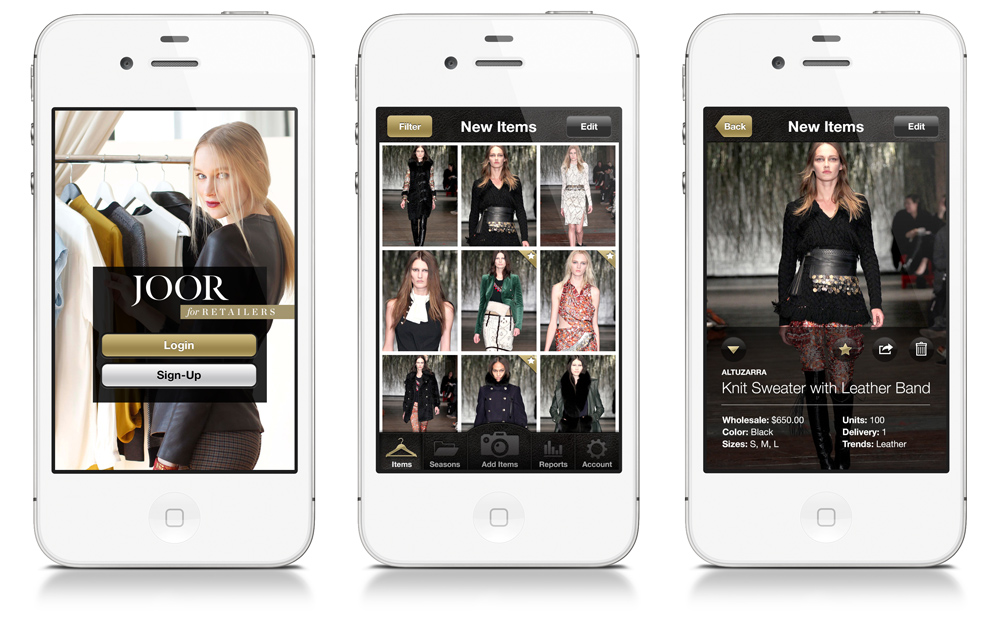 JOOR
for RETAILERS
Login
Sign-Up
Filter
New Items
Edit
Items
Seasons
Add Items
Reports
Account
Back
New Items
Edit
ALTUZARRA
Knit Sweater with Leather Band
Wholesale: $650.00
Color: Black
Sizes: S, M, L
Units: 100
Delivery: 1
Trends: Leather